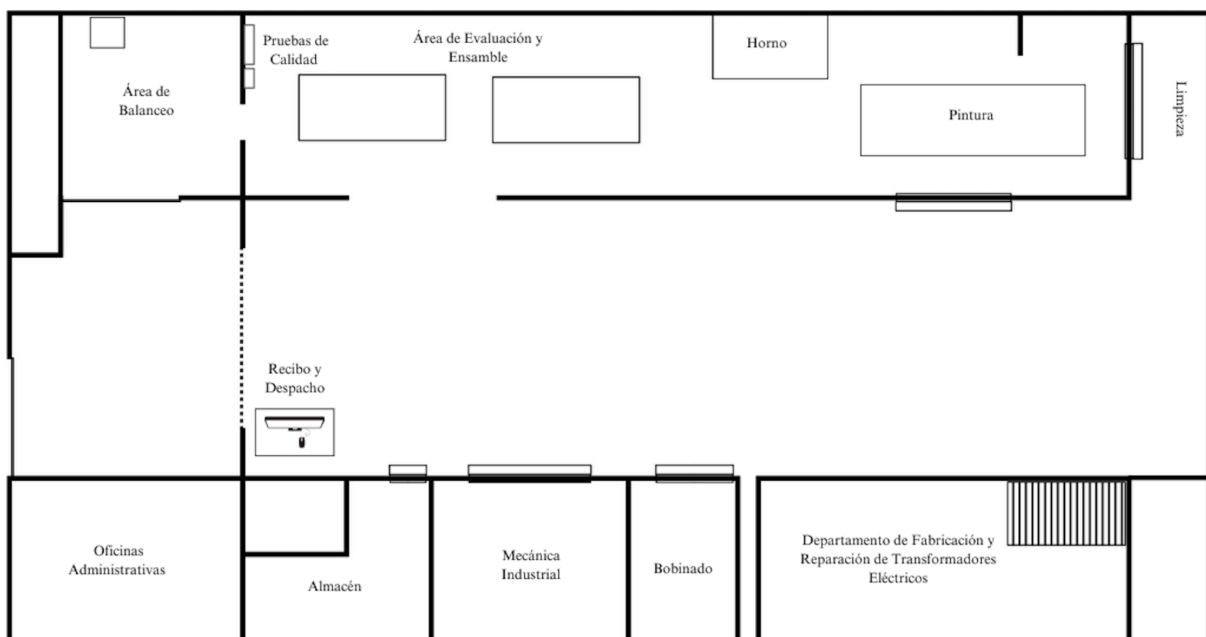 Pruebas de
Calidad
Área de Evaluación y
Ensamble
Horno
Área de
Balanceo
Pintura
Limpieza
Recibo y
Despacho
Oficinas
Administrativas
Almacén
Mecánica
Industrial
Bobinado
Departamento de Fabricación y
Reparación de Transformadores
Eléctricos